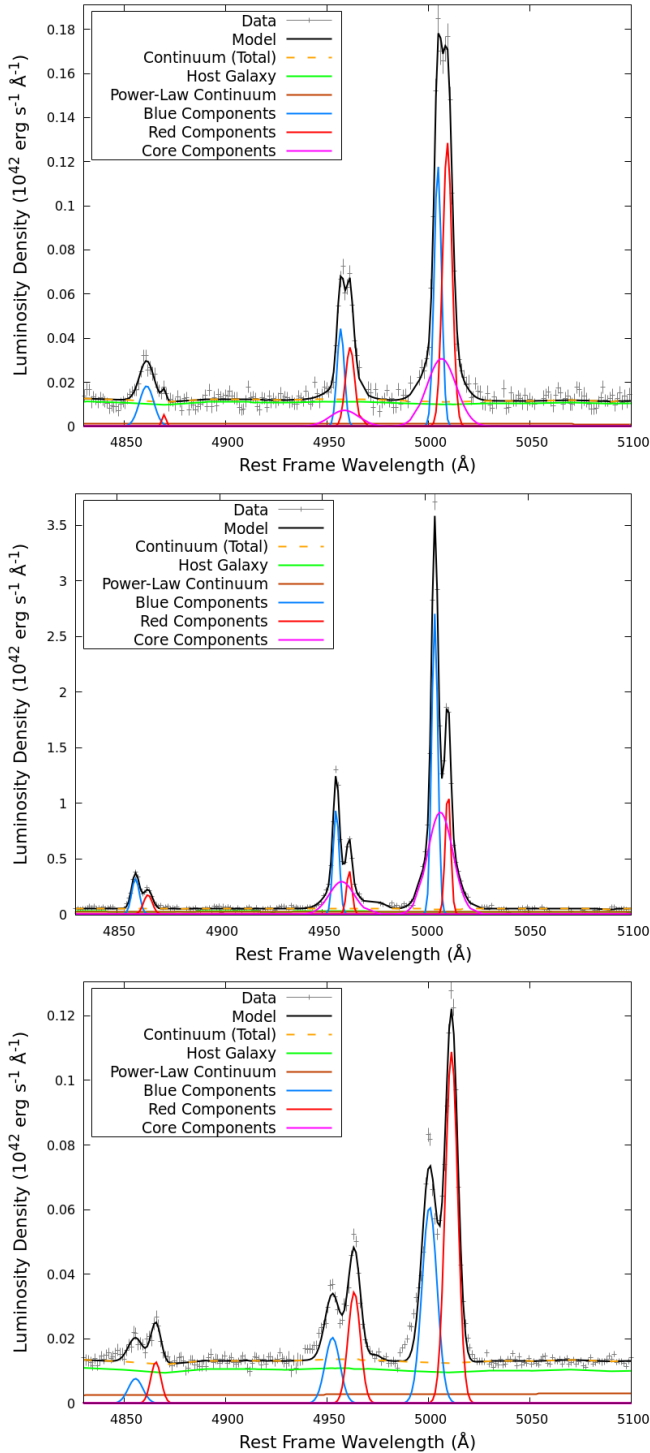 Luminosity Density (10⁴² erg s⁻¹ Å⁻¹)
0.18
0.16
0.14
0.12
0.1
0.08
0.06
0.04
0.02
0
Data
Model
Continuum (Total)
Host Galaxy
Power-Law Continuum
Blue Components
Red Components
Core Components
4850 4900 4950 5000 5050 5100
Rest Frame Wavelength (Å)
Luminosity Density (10⁴² erg s⁻¹ Å⁻¹)
3.5
3
2.5
2
1.5
1
0.5
0
Data
Model
Continuum (Total)
Host Galaxy
Power-Law Continuum
Blue Components
Red Components
Core Components
4850 4900 4950 5000 5050 5100
Rest Frame Wavelength (Å)
Luminosity Density (10⁴² erg s⁻¹ Å⁻¹)
0.12
0.1
0.08
0.06
0.04
0.02
0
Data
Model
Continuum (Total)
Host Galaxy
Power-Law Continuum
Blue Components
Red Components
Core Components
4850 4900 4950 5000 5050 5100
Rest Frame Wavelength (Å)